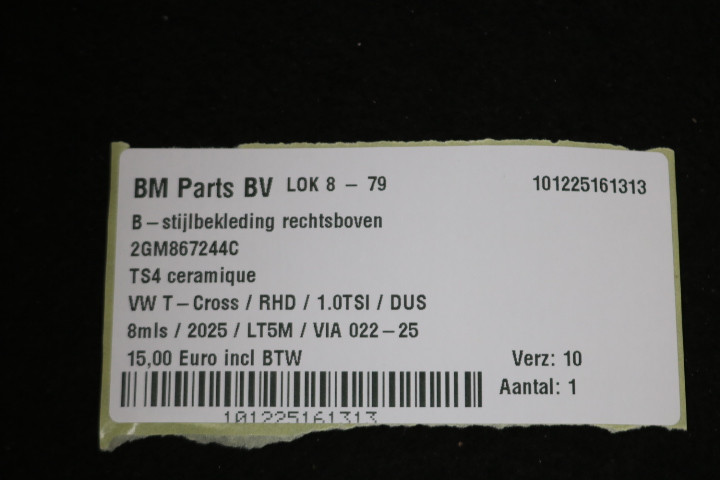 BM Parts BV LOK 8 – 79 101225161313
B–stijlbekleding rechtsboven
2GM867244C
TS4 ceramique
VW T–Cross / RHD / 1.0TSI / DUS
8mls / 2025 / LT5M / VIA 022–25
15,00 Euro incl BTW Verz: 10
Aantal: 1
101225161313